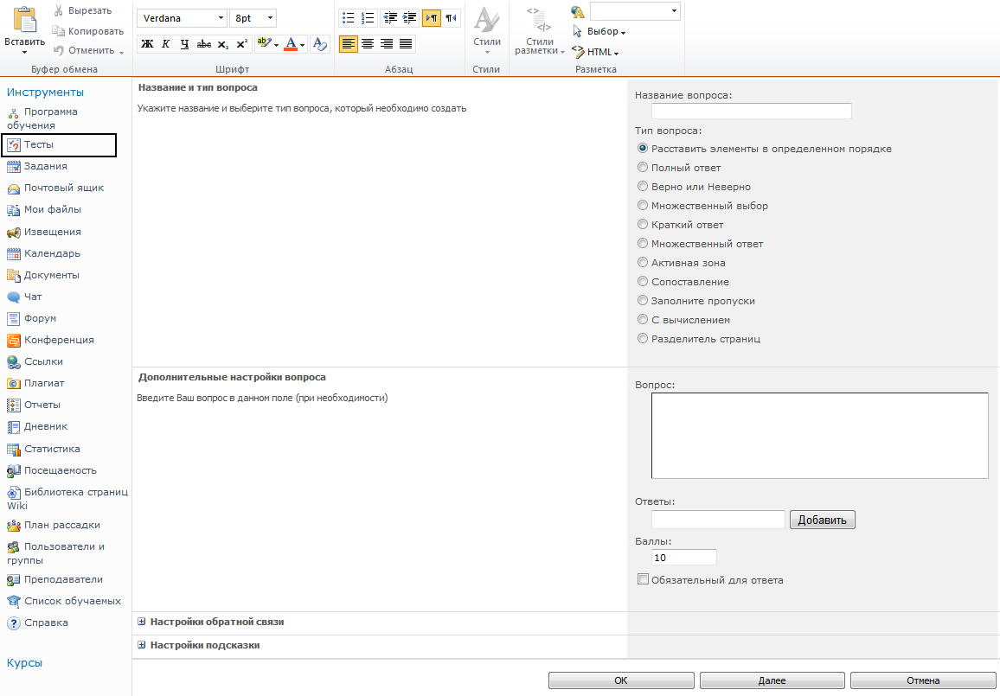 Вставить
Вырезать
Копировать
Отменить
Буфер обмена
Verdana
8pt
Ж К Ч abc x₂ x²
ab A A
Шрифт
Абзац
Стили
Стили
Стили разметки
Выбор
HTML
Разметка
Инструменты
Программа
обучения
Тесты
Задания
Почтовый ящик
Мои файлы
Извещения
Календарь
Документы
Чат
Форум
Конференция
Ссылки
Плагиат
Отчеты
Дневник
Статистика
Посещаемость
Библиотека страниц
Wiki
План рассадки
Пользователи и
группы
Преподаватели
Список обучаемых
Справка
Курсы
Название и тип вопроса
Укажите название и выберите тип вопроса, который необходимо создать
Название вопроса:
Тип вопроса:
Расставить элементы в определенном порядке
Полный ответ
Верно или Неверно
Множественный выбор
Краткий ответ
Множественный ответ
Активная зона
Сопоставление
Заполните пропуски
С вычислением
Разделитель страниц
Дополнительные настройки вопроса
Введите Ваш вопрос в данном поле (при необходимости)
Вопрос:
Ответы:
Добавить
Баллы:
10
Обязательный для ответа
Настройки обратной связи
Настройки подсказки
ОК
Далее
Отмена